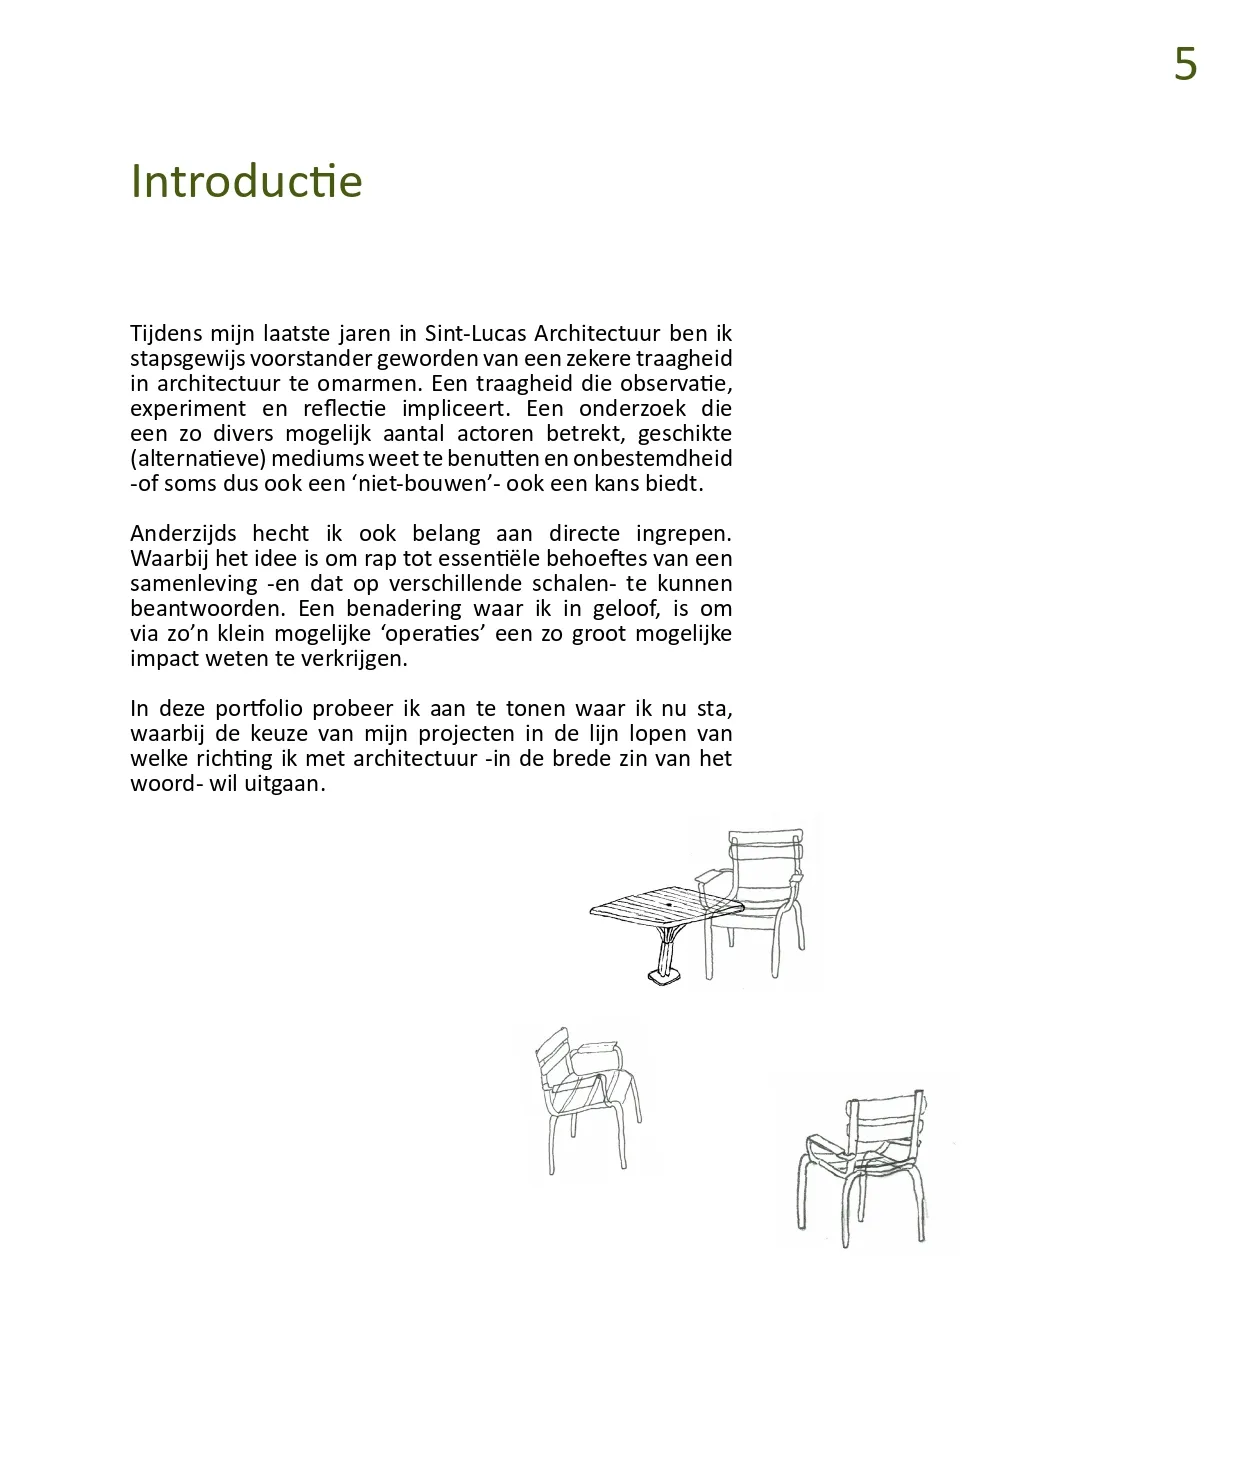 5
Introductie
Tijdens mijn laatste jaren in Sint-Lucas Architectuur ben ik
stapsgewijs voorstander geworden van een zekere traagheid
in architectuur te omarmen. Een traagheid die observatie,
experiment en reflectie impliceert. Een onderzoek die
een zo divers mogelijk aantal actoren betrekt, geschikte
(alternatieve) mediums weet te benutten en onbestemdheid
-of soms dus ook een ‘niet-bouwen’- ook een kans biedt.
Anderzijds hecht ik ook belang aan directe ingrepen.
Waarbij het idee is om rap tot essentiële behoeftes van een
samenleving -en dat op verschillende schalen- te kunnen
beantwoorden. Een benadering waar ik in geloof, is om
via zo’n klein mogelijke ‘operaties’ een zo groot mogelijke
impact weten te verkrijgen.
In deze portfolio probeer ik aan te tonen waar ik nu sta,
waarbij de keuze van mijn projecten in de lijn lopen van
welke richting ik met architectuur -in de brede zin van het
woord- wil uitgaan.